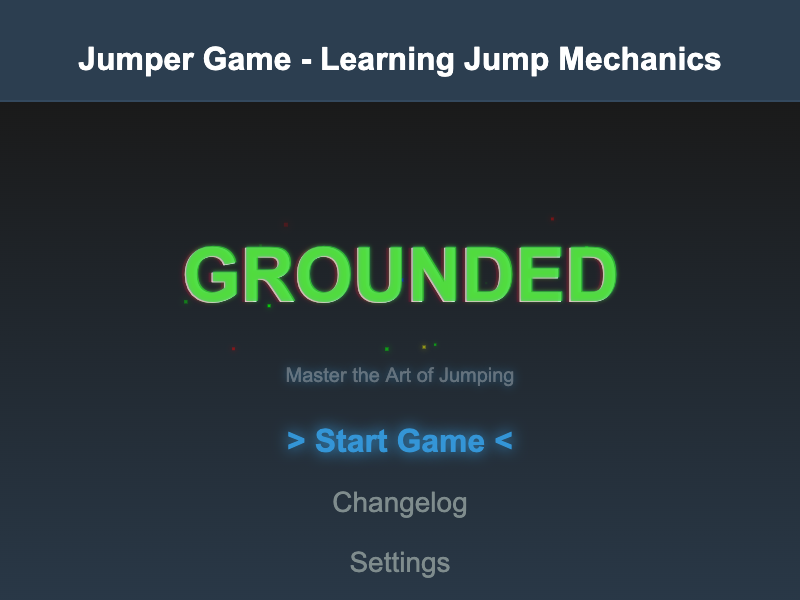 Jumper Game - Learning Jump Mechanics
GROUNDED
Master the Art of Jumping
> Start Game <
Changelog
Settings